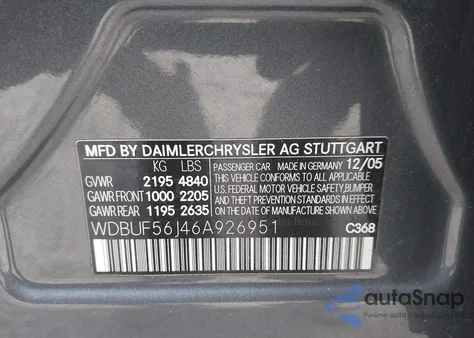 MFD BY DAIMLERCHRYSLER AG STUTTGART
KG LBS
GVWR 2195 4840
GAWR FRONT 1000 2205
GAWR REAR 1195 2635
PASSENGER CAR MADE IN GERMANY 12/05
THIS VEHICLE CONFORMS TO ALL APPLICABLE
U.S. FEDERAL MOTOR VEHICLE SAFETY, BUMPER
AND THEFT PREVENTION STANDARDS IN EFFECT
ON THE DATE OF MANUFACTURE SHOWN ABOVE.
WDBUF56J46A926951
C368
autoSnap